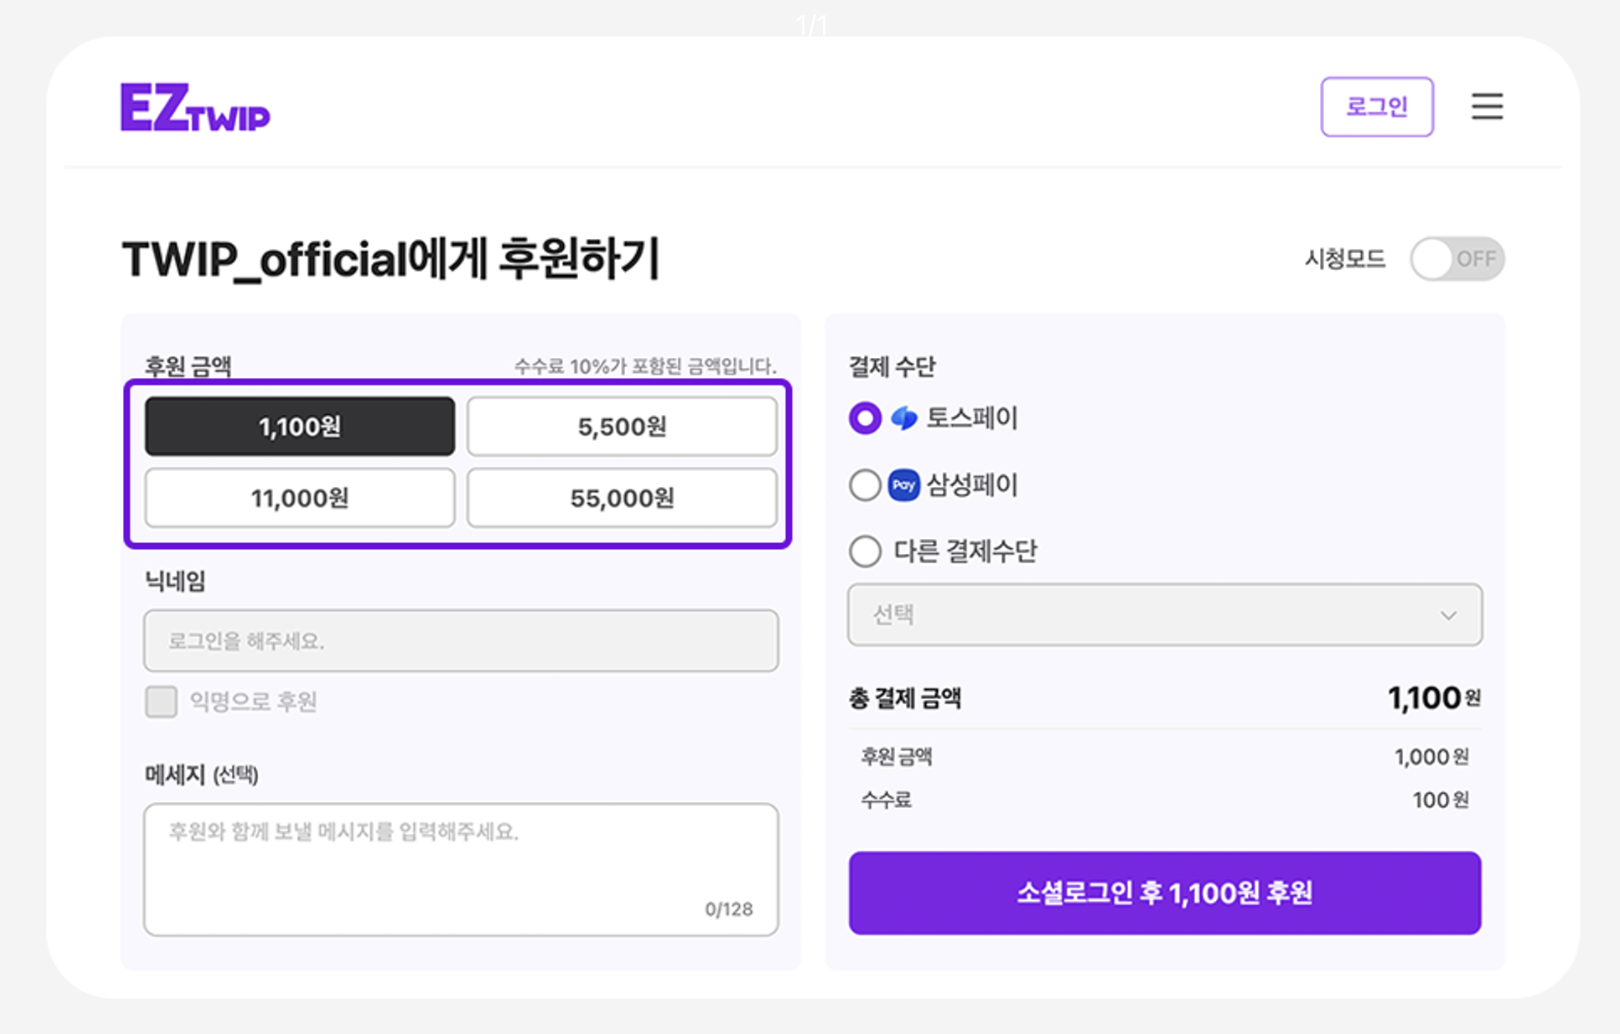 1/1
EZTWIP
로그인
TWIP_official에게 후원하기
시청모드
OFF
후원 금액
수수료 10%가 포함된 금액입니다.
1,100원
5,500원
11,000원
55,000원
닉네임
로그인을 해주세요.
익명으로 후원
메세지 (선택)
후원와 함께 보낼 메시지를 입력해주세요.
0/128
결제 수단
토스페이
Pay 삼성페이
다른 결제수단
선택
총 결제 금액 1,100원
후원 금액 1,000원
수수료 100원
소셜로그인 후 1,100원 후원